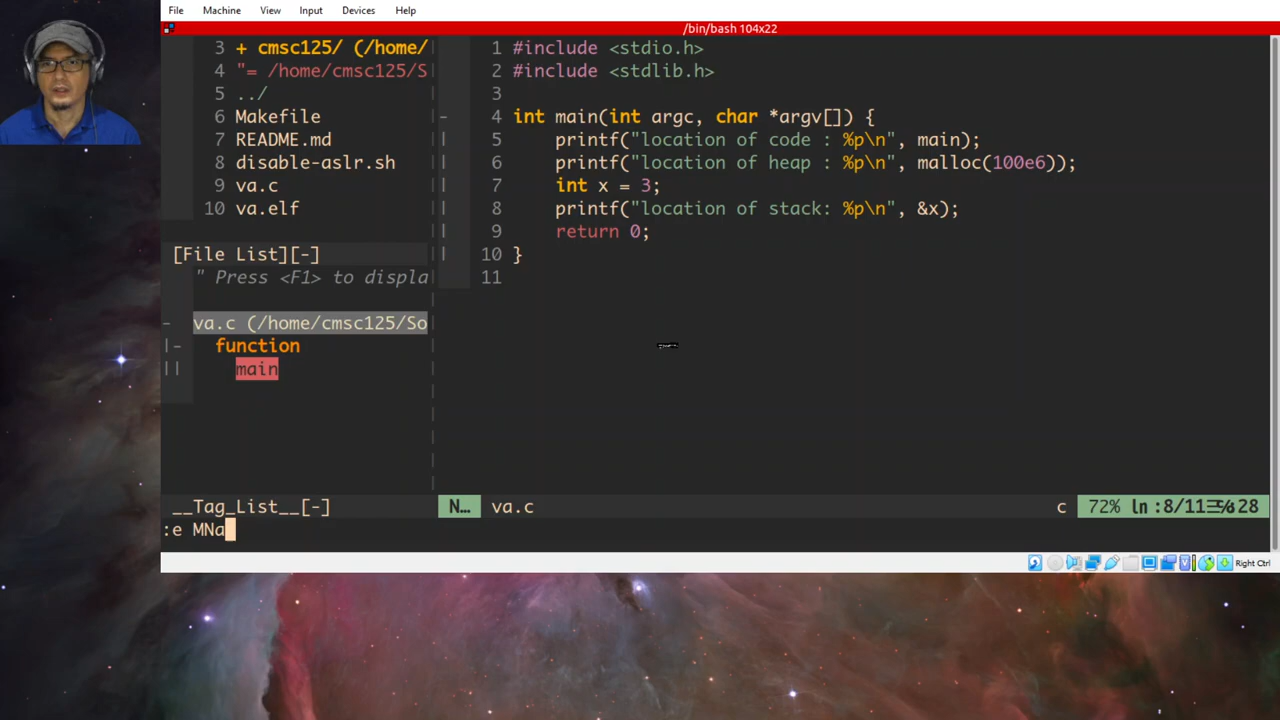 File Machine View Input Devices Help
/bin/bash 104x22
3 + cmsc125/ (/home/
4 "= /home/cmsc125/S
5 ../
6 Makefile
7 README.md
8 disable-aslr.sh
9 va.c
10 va.elf
[File List][-]
" Press <F1> to displa
- va.c (/home/cmsc125/So
|- function
|| main
__Tag_List__[-]
1 #include <stdio.h>
2 #include <stdlib.h>
3
- 4 int main(int argc, char *argv[]) {
| 5 printf("location of code : %p\n", main);
| 6 printf("location of heap : %p\n", malloc(100e6));
| 7 int x = 3;
| 8 printf("location of stack: %p\n", &x);
| 9 return 0;
| 10 }
11
N... va.c c 72% ln:8/11 28
:e MNa
Right Ctrl